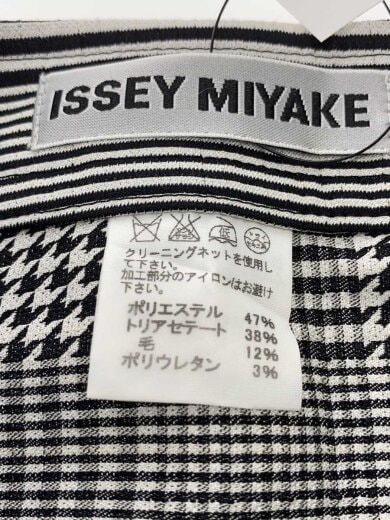 ISSEY MIYAKE
クリーニングネットを使用し
て下さい。
加工部分のアイロンはお避け
下さい。
ポリエステル 47%
トリアセテート 38%
毛 12%
ポリウレタン 3%